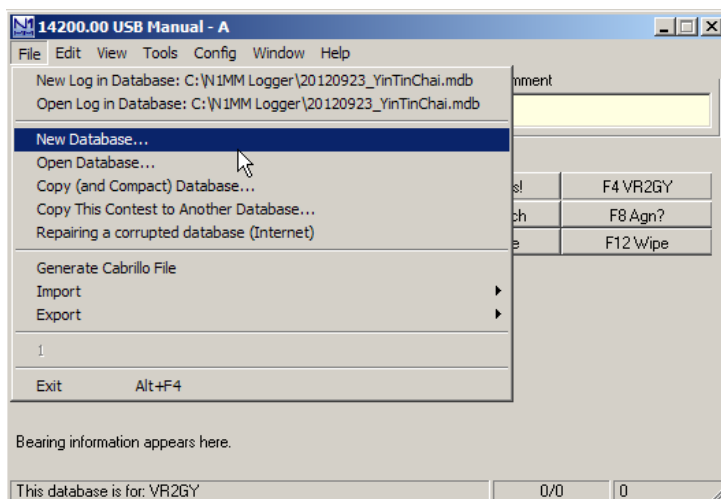 N1 14200.00 USB Manual - A
File Edit View Tools Config Window Help
New Log in Database: C:\N1MM Logger\20120923_YinTinChai.mdb
Open Log in Database: C:\N1MM Logger\20120923_YinTinChai.mdb
mment
New Database...
Open Database...
Copy (and Compact) Database...
s! F4 VR2GY
Copy This Contest to Another Database...
ch F8 Agn?
Repairing a corrupted database (Internet)
e F12 Wipe
Generate Cabrillo File
Import
Export
1
Exit Alt+F4
Bearing information appears here.
This database is for: VR2GY 0/0 0